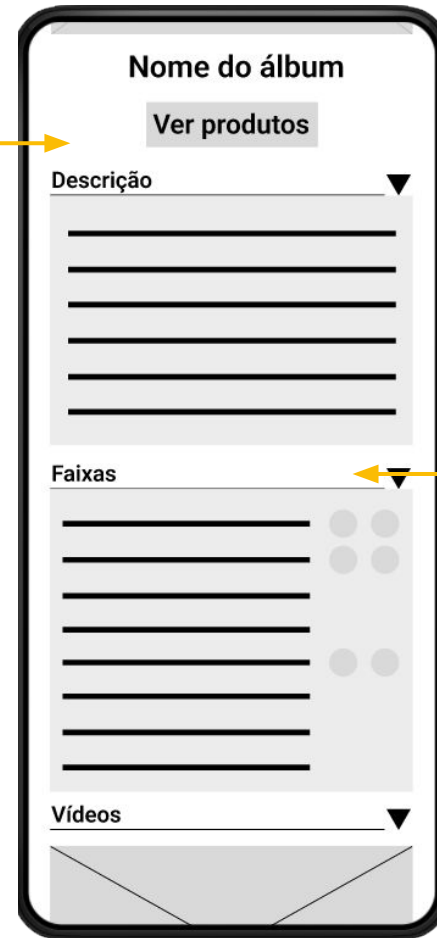 Nome do álbum
Ver produtos
Descrição
Faixas
Vídeos